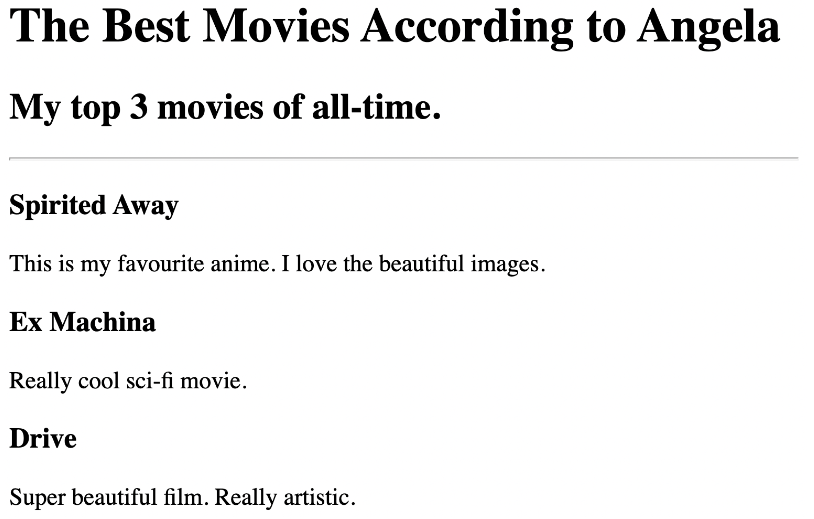 The Best Movies According to Angela
My top 3 movies of all-time.
Spirited Away
This is my favourite anime. I love the beautiful images.
Ex Machina
Really cool sci-fi movie.
Drive
Super beautiful film. Really artistic.